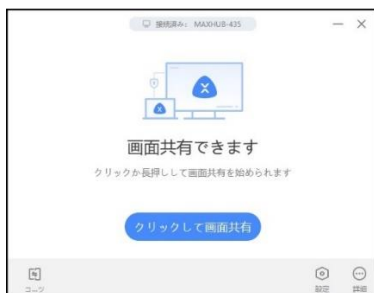 接続済み: MAXHUB-435
画面共有できます
クリックか長押しして画面共有を始められます
クリックして画面共有
設定
詳細